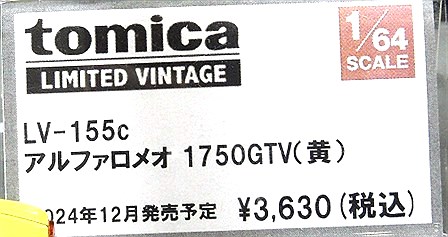 tomica
LIMITED VINTAGE
1/64
SCALE
LV-155c
アルファロメオ 1750GTV(黄)
024年12月発売予定 ¥3,630(税込)